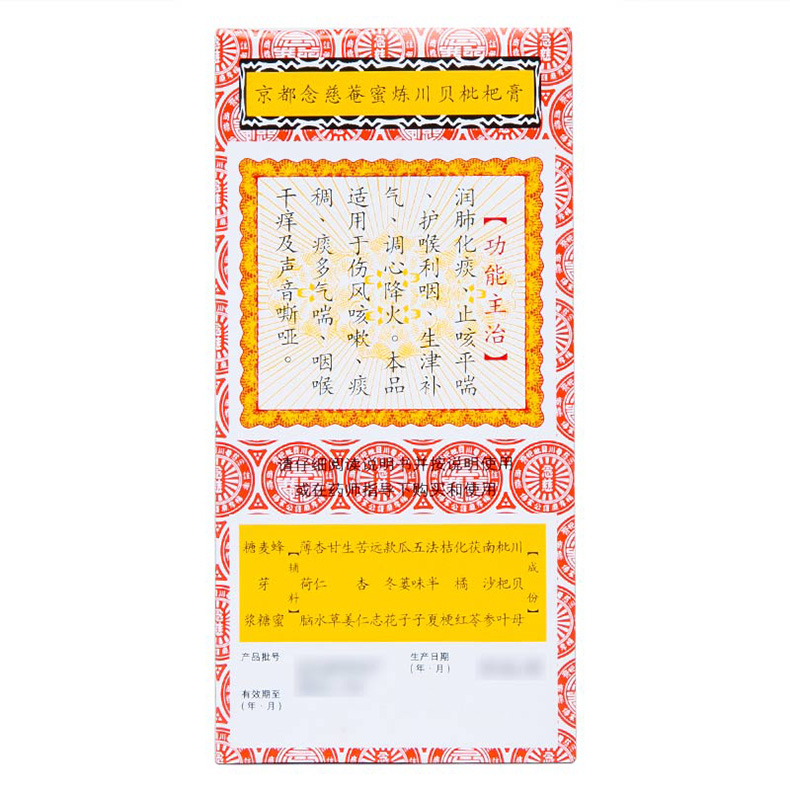 京都念慈菴蜜炼川贝枇杷膏
【功能主治】
润肺化痰、止咳平喘
、护喉利咽、生津补
气、调心降火。本品
适用于伤风咳嗽、痰
稠、痰多气喘、咽喉
干痒及声音嘶哑。
请仔细阅读说明书并按说明使用
或在药师指导下购买和使用
【成份】
川贝母
枇杷叶
南沙参
茯苓
化橘红
桔梗
法半夏
五味子
瓜蒌子
款冬花
远志
苦杏仁
生姜
甘草
杏仁水
薄荷脑
【辅料】
蜂蜜
麦芽糖
糖浆
产品批号
生产日期
(年·月)
有效期至
(年·月)